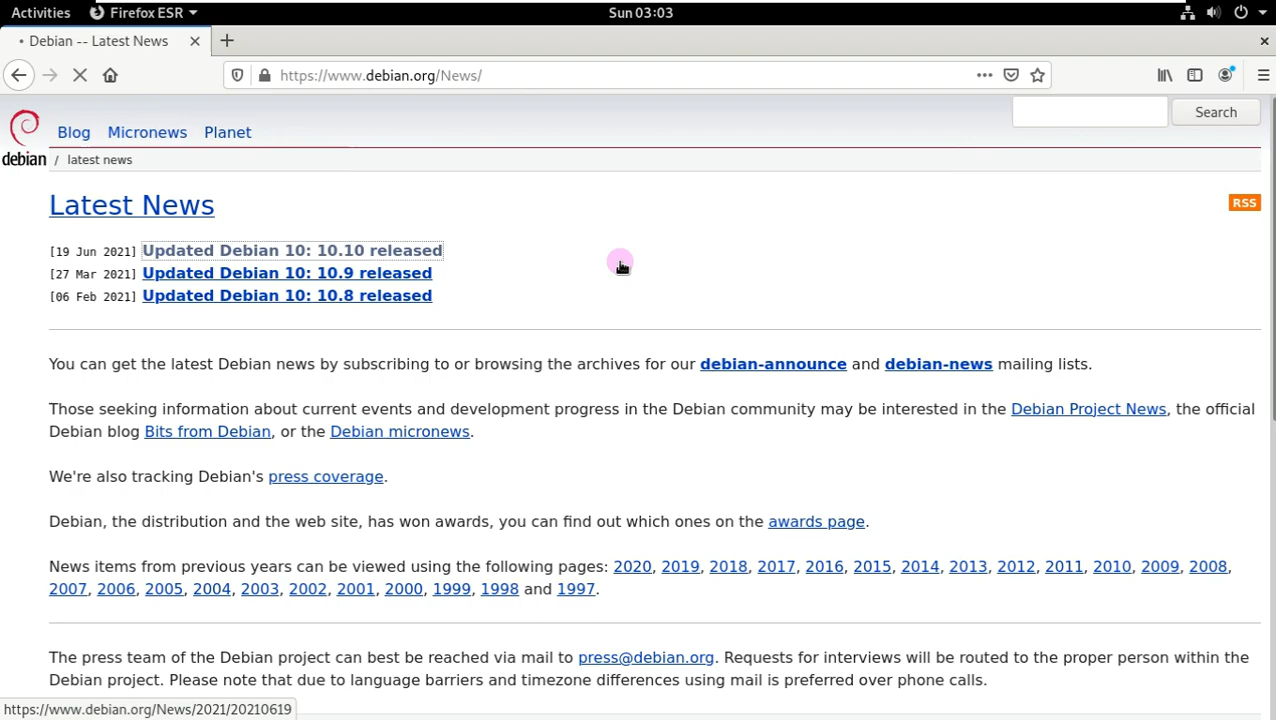 Activities Firefox ESR Sun 03:03
Debian -- Latest News
https://www.debian.org/News/
Search
Blog Micronews Planet
debian / latest news
Latest News RSS
[19 Jun 2021] Updated Debian 10: 10.10 released
[27 Mar 2021] Updated Debian 10: 10.9 released
[06 Feb 2021] Updated Debian 10: 10.8 released
You can get the latest Debian news by subscribing to or browsing the archives for our debian-announce and debian-news mailing lists.
Those seeking information about current events and development progress in the Debian community may be interested in the Debian Project News, the official
Debian blog Bits from Debian, or the Debian micronews.
We're also tracking Debian's press coverage.
Debian, the distribution and the web site, has won awards, you can find out which ones on the awards page.
News items from previous years can be viewed using the following pages: 2020, 2019, 2018, 2017, 2016, 2015, 2014, 2013, 2012, 2011, 2010, 2009, 2008,
2007, 2006, 2005, 2004, 2003, 2002, 2001, 2000, 1999, 1998 and 1997.
The press team of the Debian project can best be reached via mail to press@debian.org. Requests for interviews will be routed to the proper person within the
Debian project. Please note that due to language barriers and timezone differences using mail is preferred over phone calls.
https://www.debian.org/News/2021/20210619